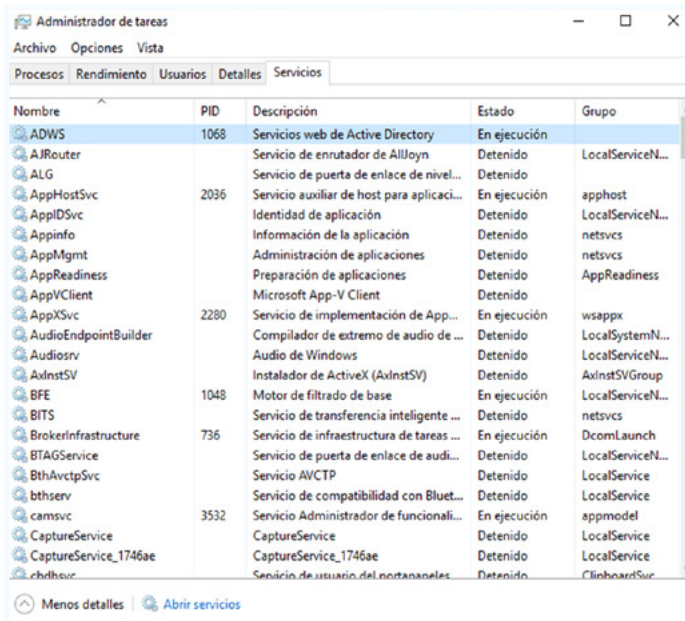 Administrador de tareas
Archivo Opciones Vista
Procesos Rendimiento Usuarios Detalles Servicios
Nombre PID Descripción Estado Grupo
ADWS 1068 Servicios web de Active Directory En ejecución
AJRouter Servicio de enrutador de AllJoyn Detenido LocalServiceN...
ALG Servicio de puerta de enlace de nivel... Detenido
AppHostSvc 2036 Servicio auxiliar de host para aplicaci... En ejecución apphost
AppIDSvc Identidad de aplicación Detenido LocalServiceN...
Appinfo Información de la aplicación Detenido netsvcs
AppMgmt Administración de aplicaciones Detenido netsvcs
AppReadiness Preparación de aplicaciones Detenido AppReadiness
AppVClient Microsoft App-V Client Detenido
AppXSvc 2280 Servicio de implementación de App... En ejecución wsappx
AudioEndpointBuilder Compilador de extremo de audio de ... Detenido LocalSystemN...
Audiosrv Audio de Windows Detenido LocalServiceN...
AxInstSV Instalador de ActiveX (AxInstSV) Detenido AxInstSVGroup
BFE 1048 Motor de filtrado de base En ejecución LocalServiceN...
BITS Servicio de transferencia inteligente ... Detenido netsvcs
BrokerInfrastructure 736 Servicio de infraestructura de tareas ... En ejecución DcomLaunch
BTAGService Servicio de puerta de enlace de audi... Detenido LocalServiceN...
BthAvctpSvc Servicio AVCTP Detenido LocalService
bthserv Servicio de compatibilidad con Bluet... Detenido LocalService
camsvc 3532 Servicio Administrador de funcionali... En ejecución appmodel
CaptureService CaptureService Detenido LocalService
CaptureService_1746ae CaptureService_1746ae Detenido LocalService
cbdhsvc Servicio de usuario del portapapeles Detenido ClipboardSvc
Menos detalles Abrir servicios